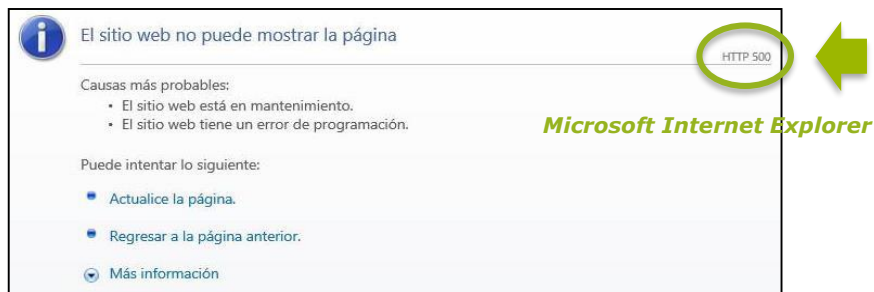 El sitio web no puede mostrar la página
HTTP 500
Causas más probables:
• El sitio web está en mantenimiento.
• El sitio web tiene un error de programación.
Microsoft Internet Explorer
Puede intentar lo siguiente:
Actualice la página.
Regresar a la página anterior.
Más información